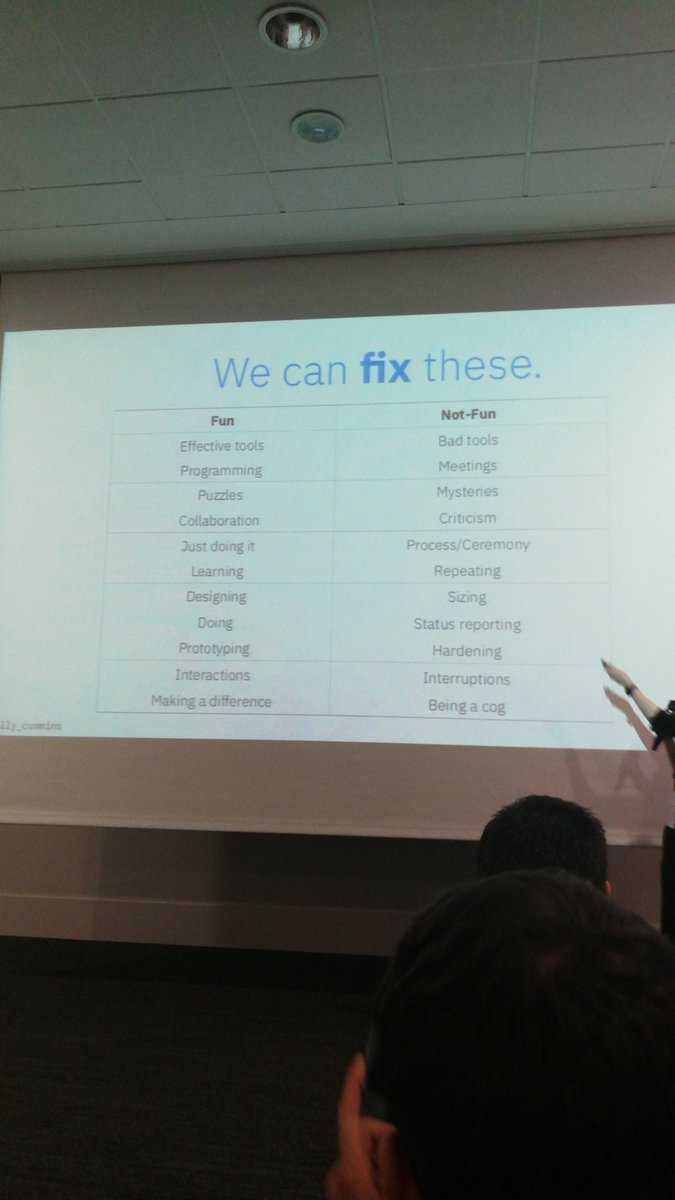 We can fix these.
Fun Not-Fun
Effective tools Bad tools
Programming Meetings
Puzzles Mysteries
Collaboration Criticism
Just doing it Process/Ceremony
Learning Repeating
Designing Sizing
Doing Status reporting
Prototyping Hardening
Interactions Interruptions
Making a difference Being a cog
lly_cummins